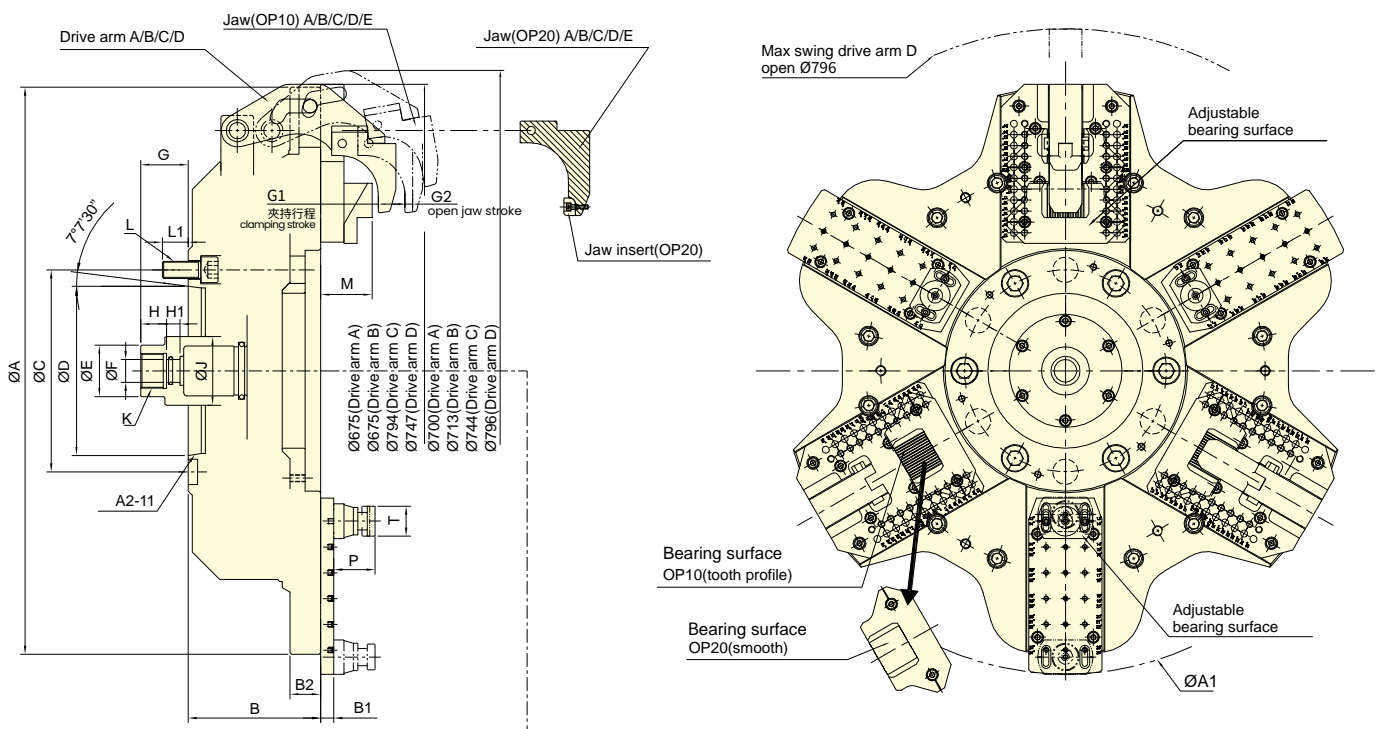 Jaw(OP10) A/B/C/D/E
Drive arm A/B/C/D
Jaw(OP20) A/B/C/D/E
G
G1
夾持行程
clamping stroke
G2
open jaw stroke
Jaw insert(OP20)
7°7'30"
L
L1
M
H
H1
ØA
ØC
ØD
ØE
ØF
ØJ
K
A2-11
Ø675(Drive arm A)
Ø675(Drive arm B)
Ø794(Drive arm C)
Ø747(Drive arm D)
Ø700(Drive arm A)
Ø713(Drive arm B)
Ø744(Drive arm C)
Ø796(Drive arm D)
T
P
B2
B
B1
Max swing drive arm D
open Ø796
Adjustable
bearing surface
Bearing surface
OP10(tooth profile)
Bearing surface
OP20(smooth)
Adjustable
bearing surface
ØA1